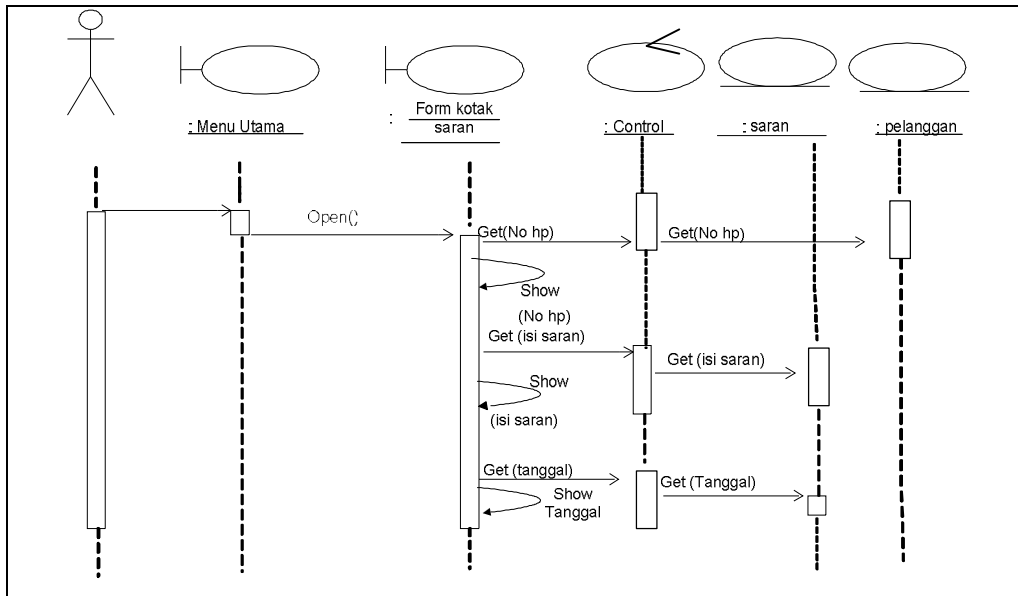 : Menu Utama
: Form kotak
saran
: Control
: saran
: pelanggan
Open()
Get(No hp)
Get(No hp)
Show
(No hp)
Get (isi saran)
Get (isi saran)
Show
(isi saran)
Get (tanggal)
Get (Tanggal)
Show
Tanggal